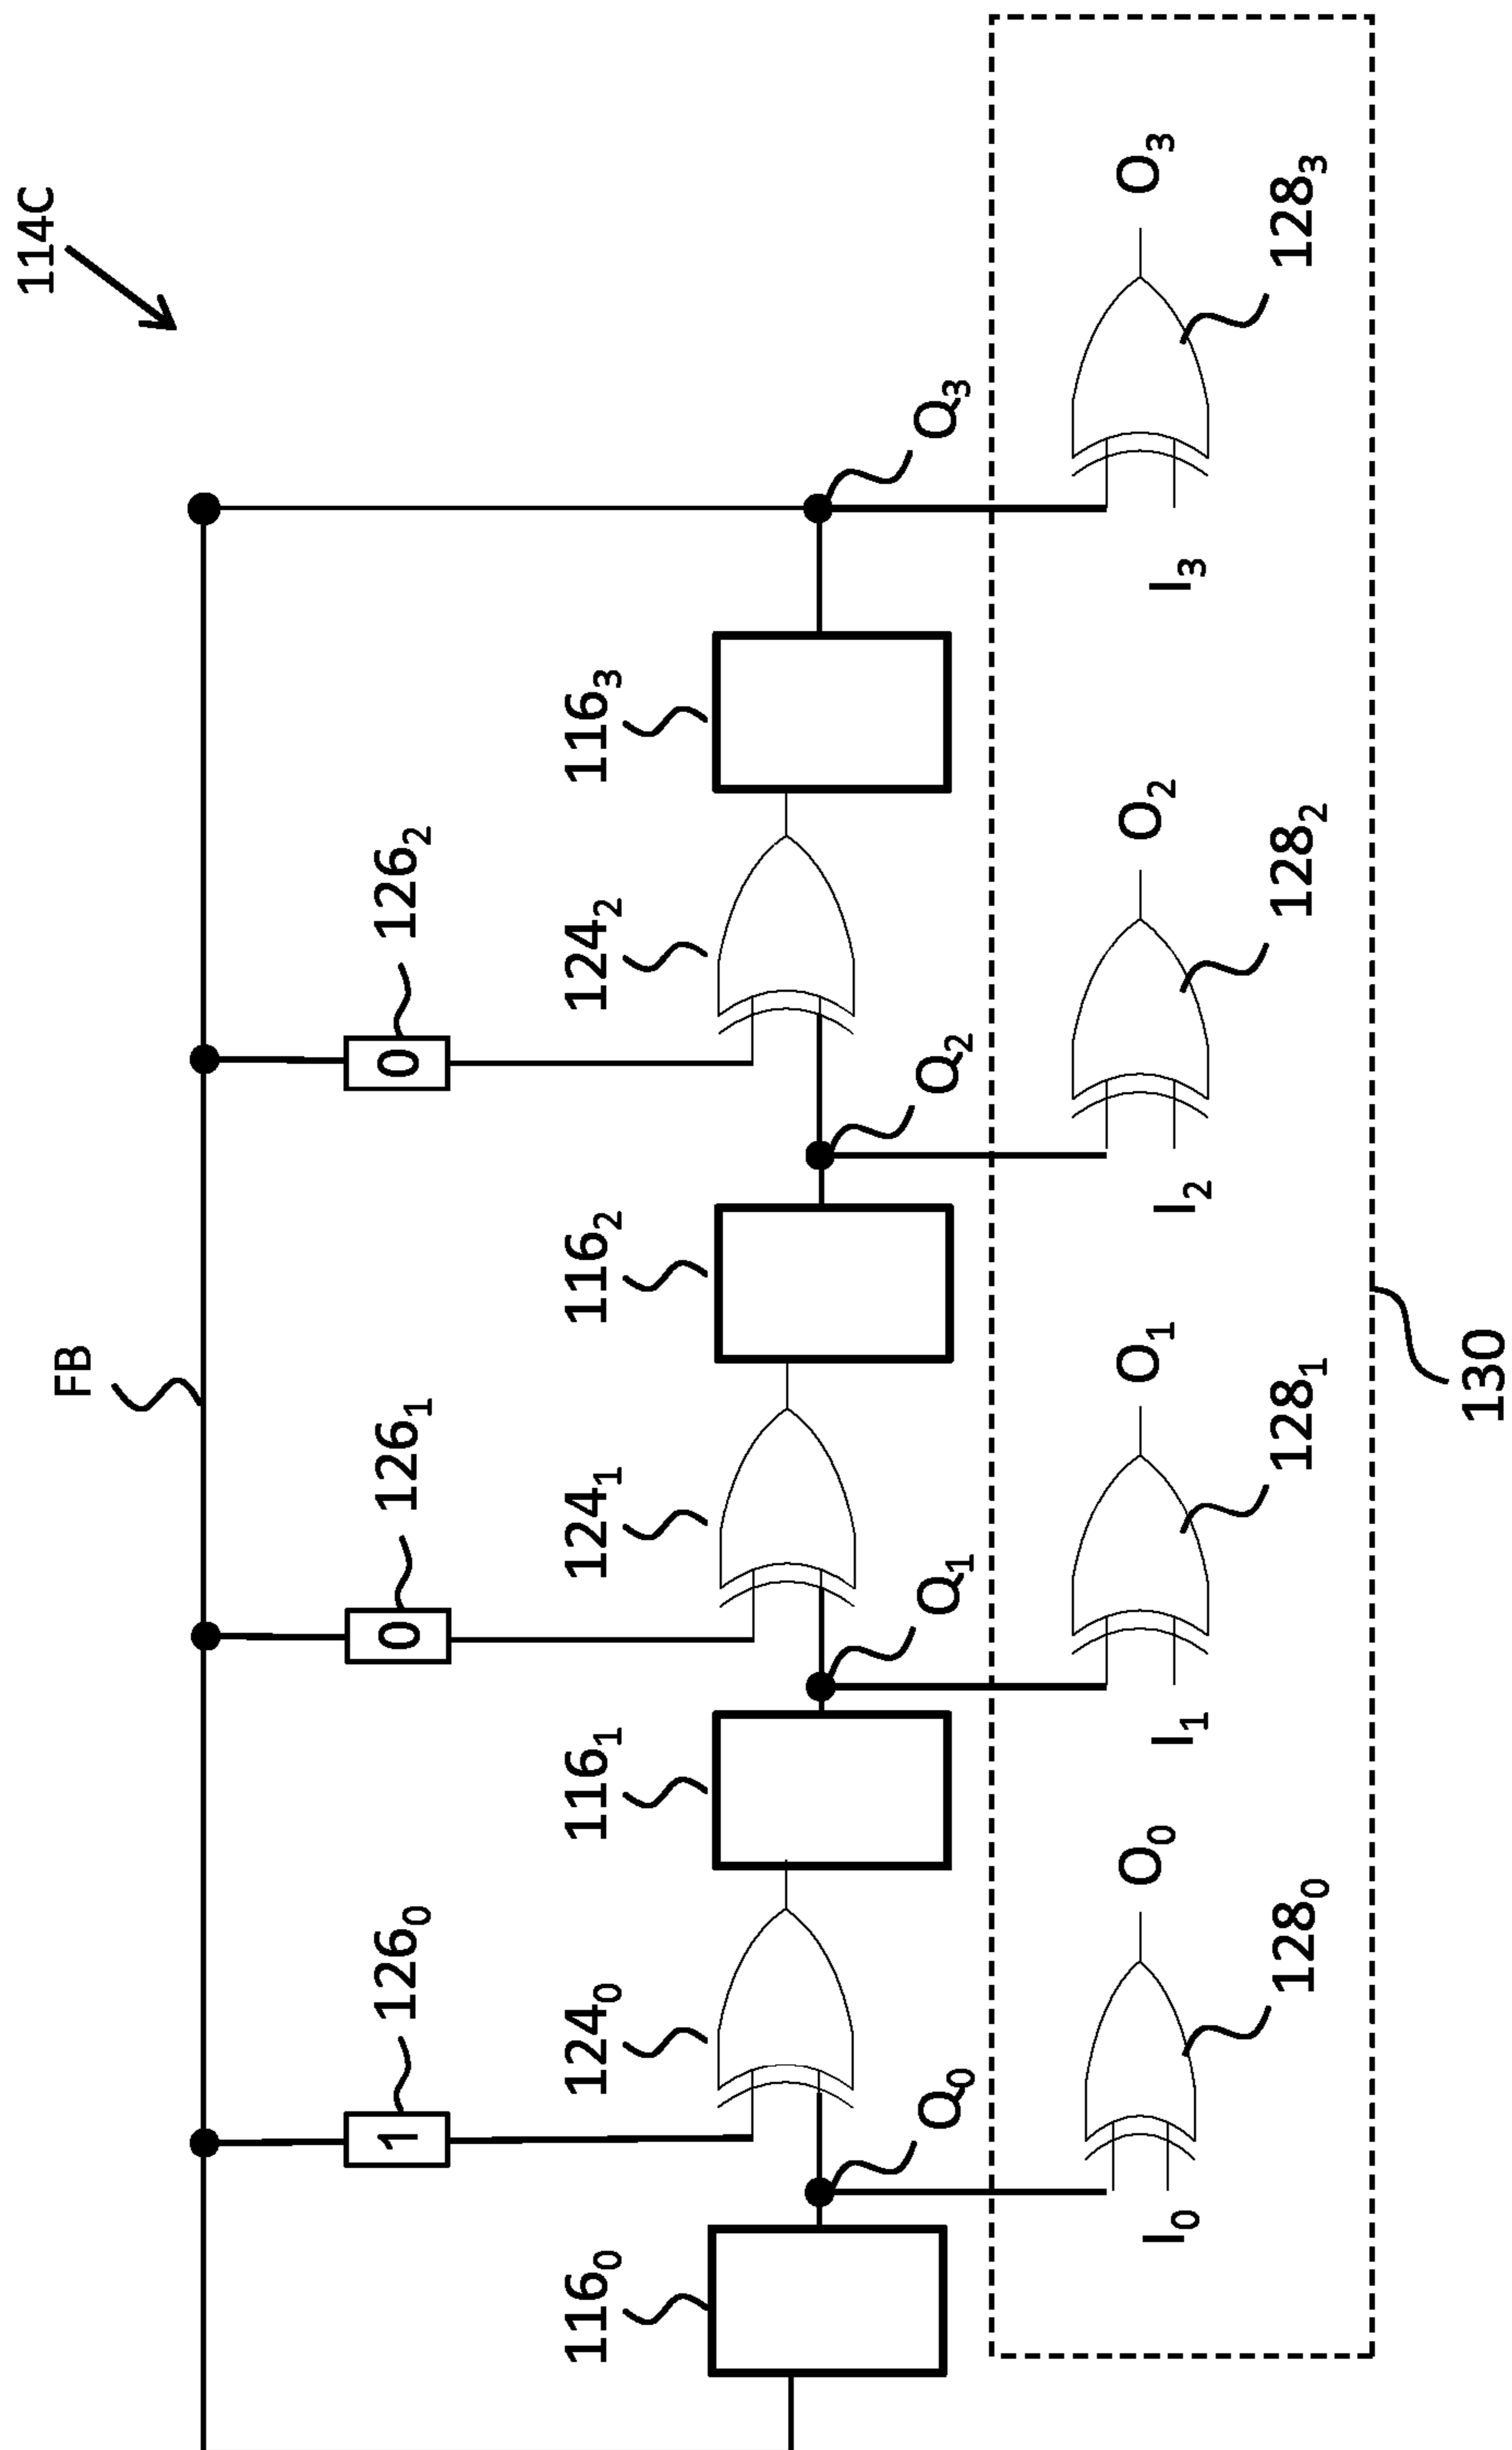 114C
FB
126₀
126₁
126₂
1
0
0
116₀
124₀
116₁
124₁
116₂
124₂
116₃
Q₀
Q₁
Q₂
Q₃
I₀
O₀
I₁
O₁
I₂
O₂
I₃
O₃
128₀
128₁
128₂
128₃
130